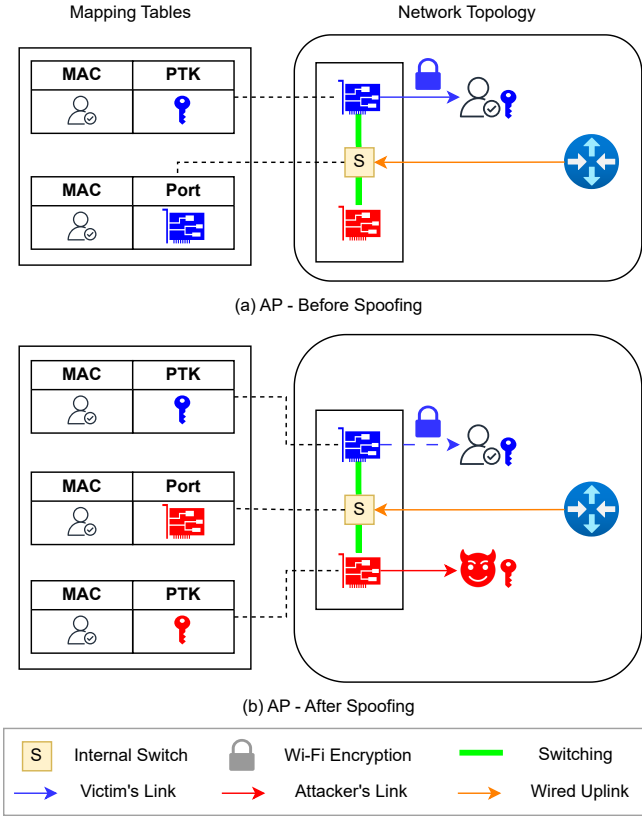 Mapping Tables
Network Topology
MAC PTK
MAC Port
S
(a) AP - Before Spoofing
MAC PTK
MAC Port
S
MAC PTK
(b) AP - After Spoofing
S Internal Switch Wi-Fi Encryption Switching
Victim's Link Attacker's Link Wired Uplink